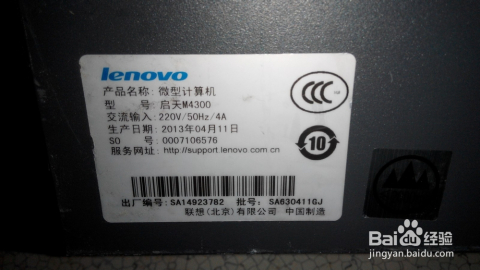 lenovo
产品名称: 微型计算机
型 号: 启天M4300
交流输入: 220V/50Hz/4A
生产日期: 2013年04月11日
SD 号: 0007106576
服务网址: http://support.lenovo.com.cn
CCC
10
出厂编号: SA14923782 批号: SA630411GJ
联想(北京)有限公司 中国制造
Baidu 经验
jingyan.baidu.com